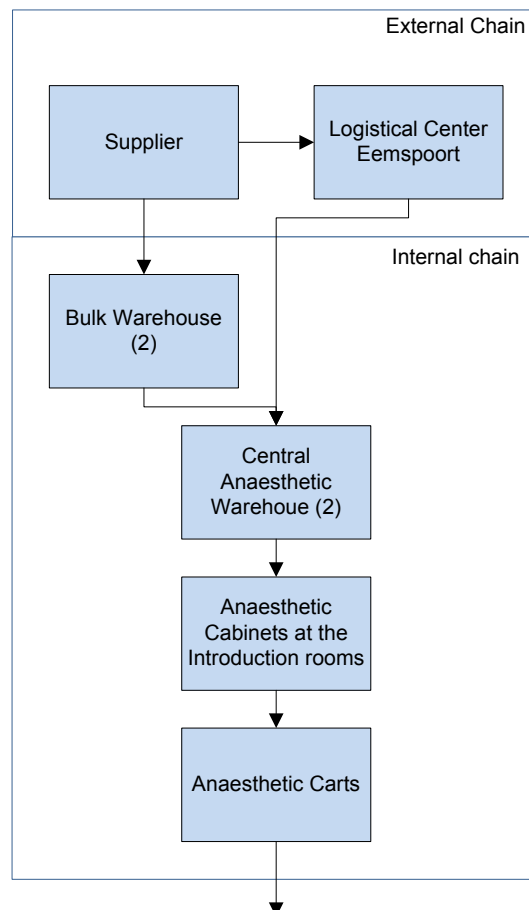 External Chain
Supplier
Logistical Center
Eemspoort
Internal chain
Bulk Warehouse
(2)
Central
Anaesthetic
Warehoue (2)
Anaesthetic
Cabinets at the
Introduction rooms
Anaesthetic Carts